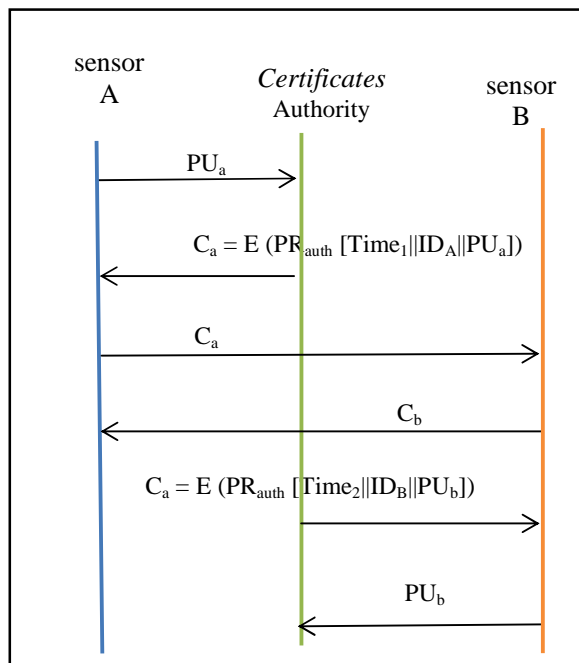 sensor
A
Certificates
Authority
sensor
B
PUa
Ca = E (PRauth [Time1||IDA||PUa])
Ca
Cb
Ca = E (PRauth [Time2||IDB||PUb])
PUb